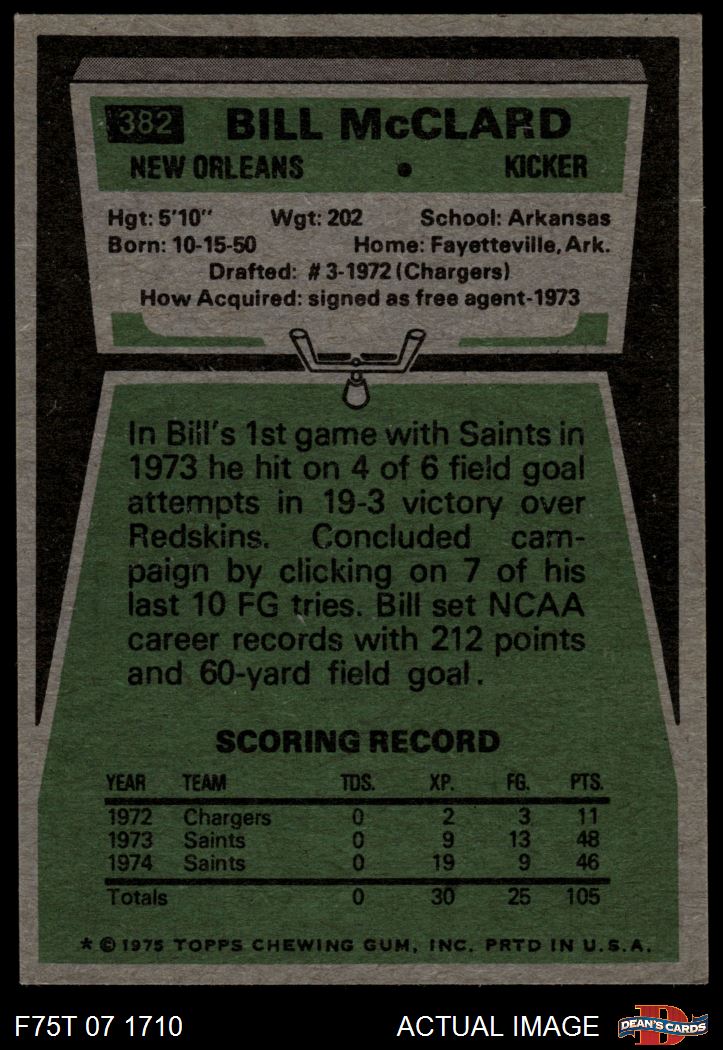 382 BILL McCLARD
NEW ORLEANS • KICKER
Hgt: 5'10" Wgt: 202 School: Arkansas
Born: 10-15-50 Home: Fayetteville, Ark.
Drafted: #3-1972 (Chargers)
How Acquired: signed as free agent-1973
In Bill's 1st game with Saints in
1973 he hit on 4 of 6 field goal
attempts in 19-3 victory over
Redskins. Concluded cam-
paign by clicking on 7 of his
last 10 FG tries. Bill set NCAA
career records with 212 points
and 60-yard field goal.
SCORING RECORD
YEAR TEAM TDS. XP. FG. PTS.
1972 Chargers 0 2 3 11
1973 Saints 0 9 13 48
1974 Saints 0 19 9 46
Totals 0 30 25 105
* © 1975 TOPPS CHEWING GUM, INC. PRTD IN U.S.A.
F75T 07 1710 ACTUAL IMAGE D DEAN'S CARDS